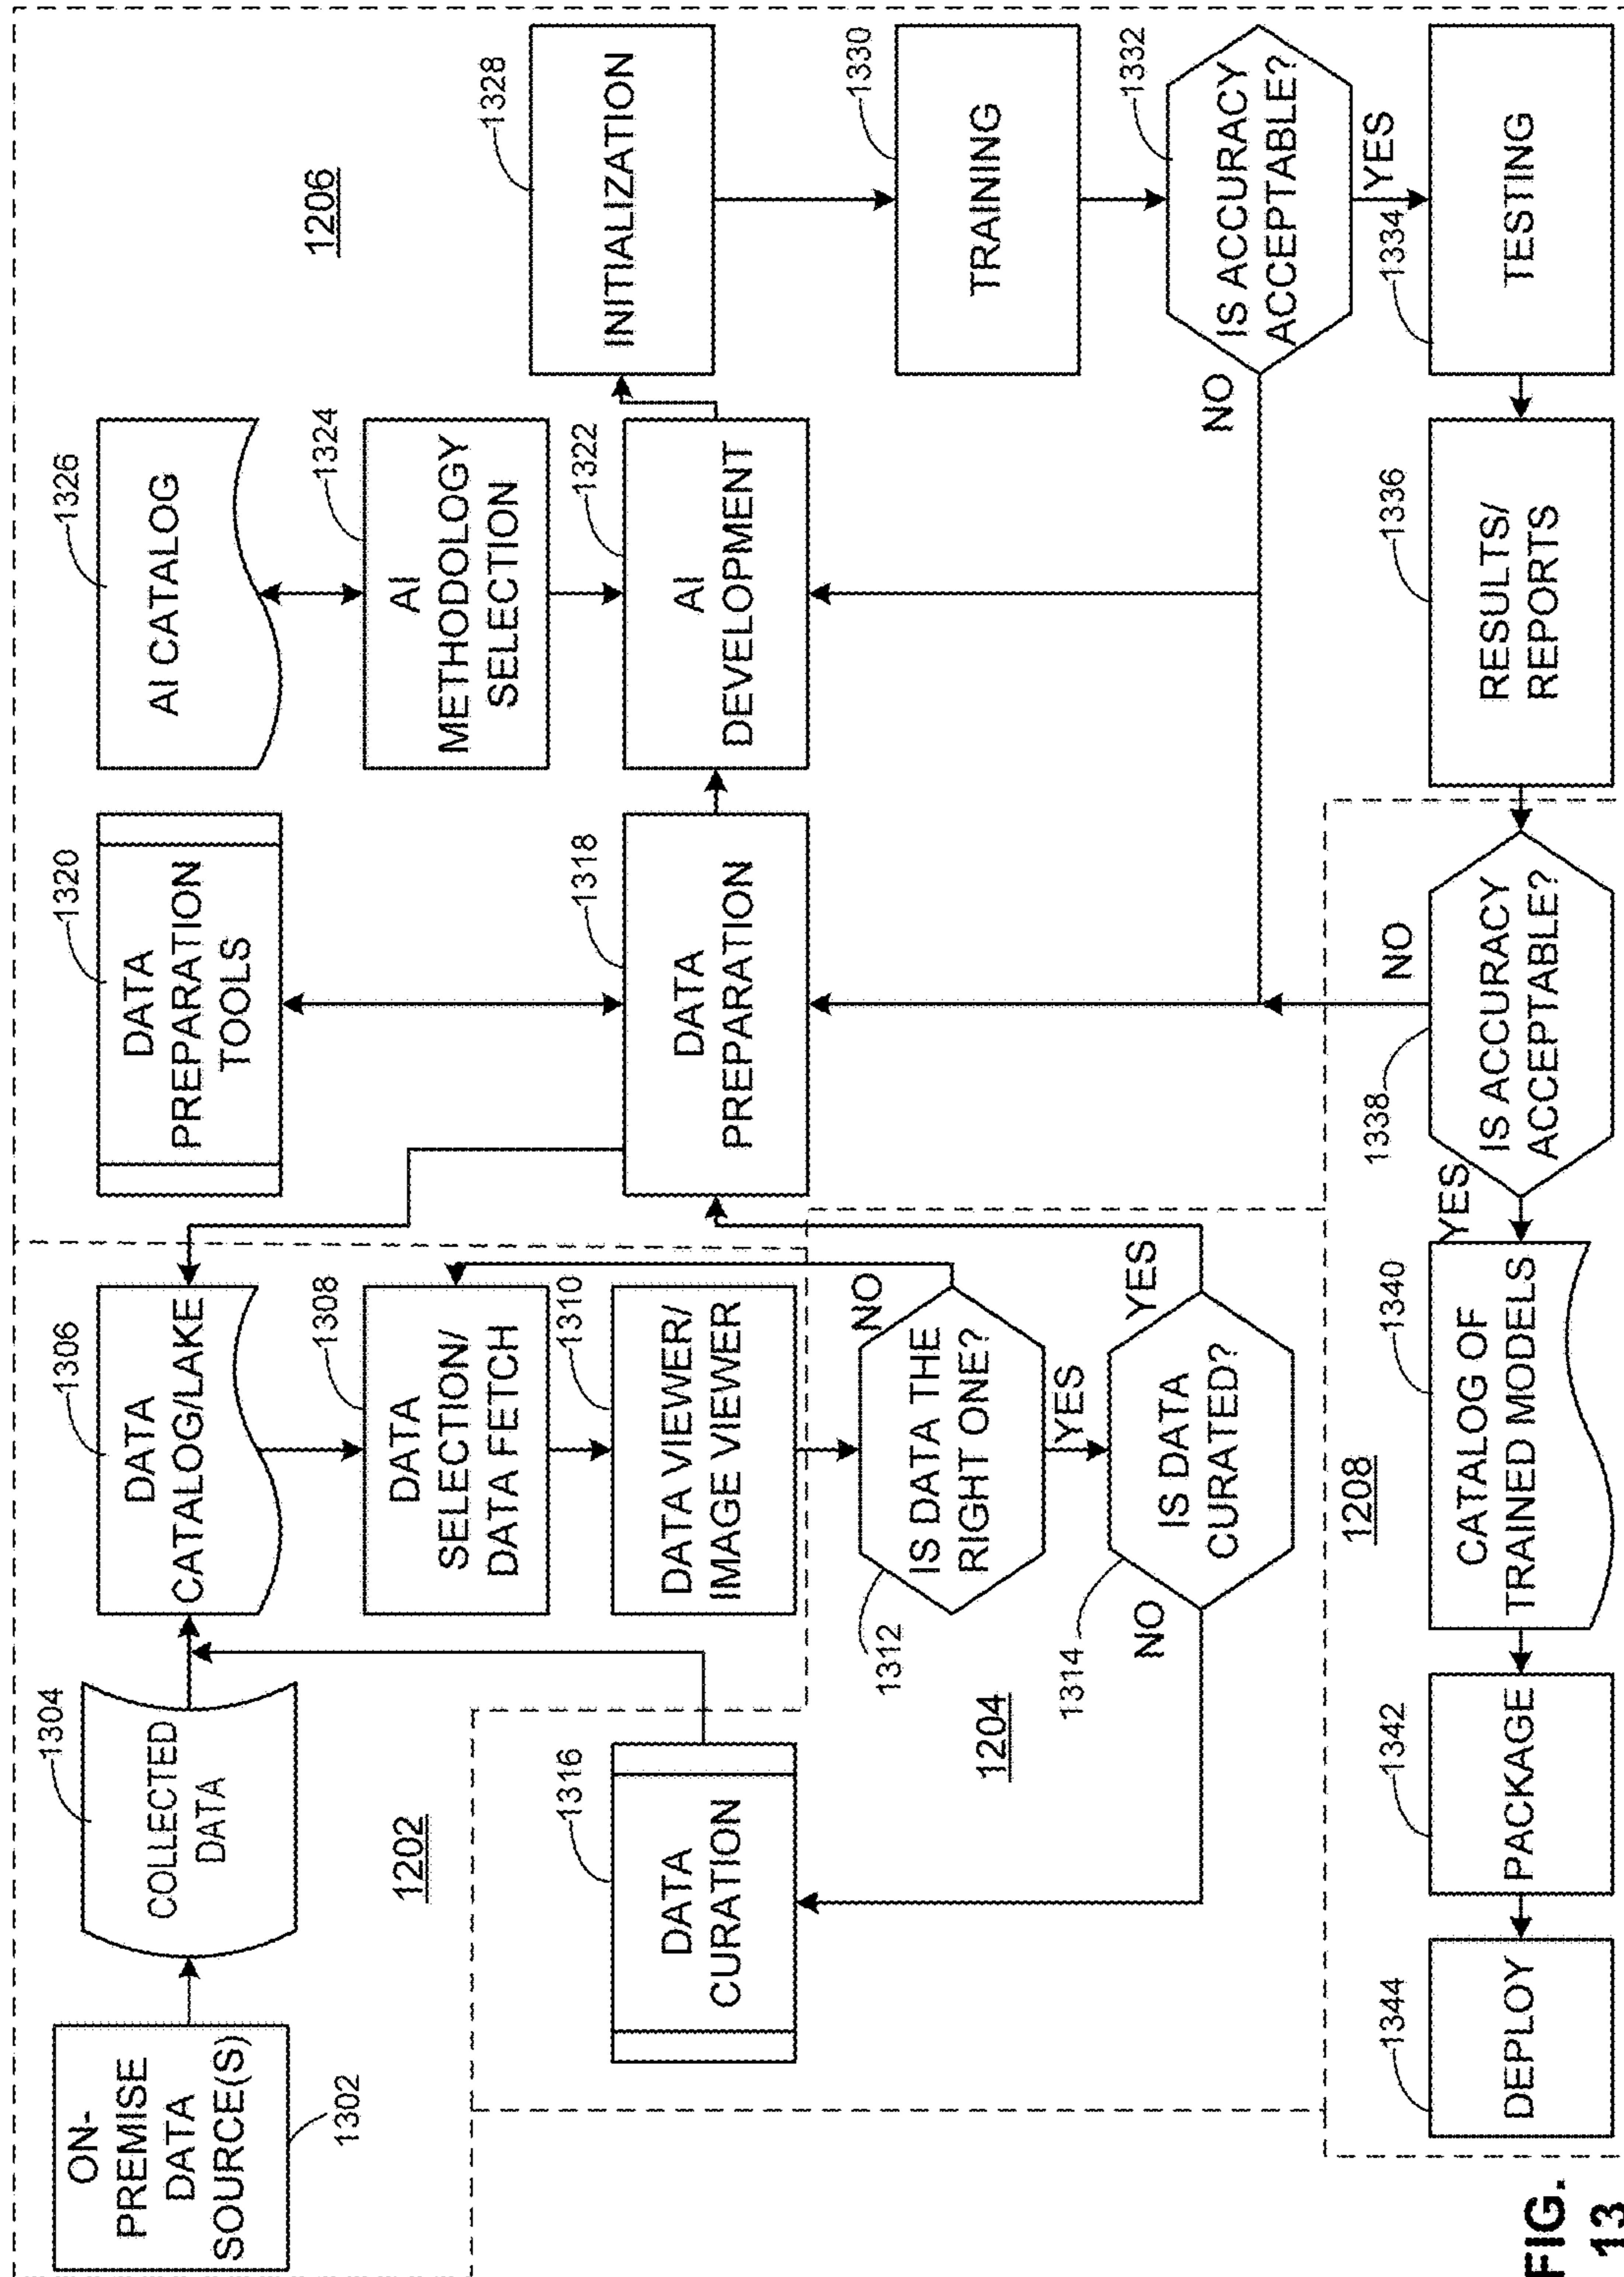 ON-
PREMISE
DATA
SOURCE(S)
1302
1304
COLLECTED
DATA
1202
1306
DATA
CATALOG/LAKE
1308
DATA
SELECTION/
DATA FETCH
1310
DATA VIEWER/
IMAGE VIEWER
1316
DATA
CURATION
1204
1312
IS DATA THE
RIGHT ONE?
NO
YES
1314
IS DATA
CURATED?
NO
YES
1320
DATA
PREPARATION
TOOLS
1318
DATA
PREPARATION
1326
AI CATALOG
1324
AI
METHODOLOGY
SELECTION
1322
AI
DEVELOPMENT
1206
1328
INITIALIZATION
1330
TRAINING
1332
IS ACCURACY
ACCEPTABLE?
NO
YES
1334
TESTING
1336
RESULTS/
REPORTS
1338
IS ACCURACY
ACCEPTABLE?
NO
YES
1208
1340
CATALOG OF
TRAINED MODELS
1342
PACKAGE
1344
DEPLOY
FIG.
13